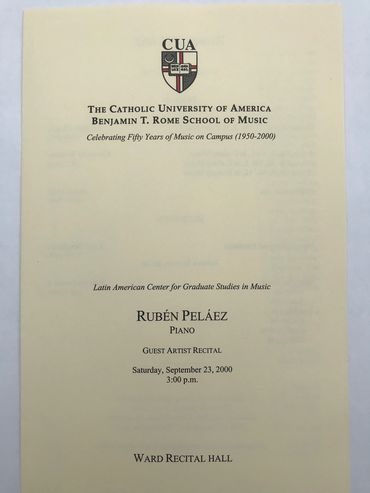 CUA
THE CATHOLIC UNIVERSITY OF AMERICA
BENJAMIN T. ROME SCHOOL OF MUSIC
Celebrating Fifty Years of Music on Campus (1950-2000)
Latin American Center for Graduate Studies in Music
RUBÉN PELÁEZ
PIANO
GUEST ARTIST RECITAL
Saturday, September 23, 2000
3:00 p.m.
WARD RECITAL HALL